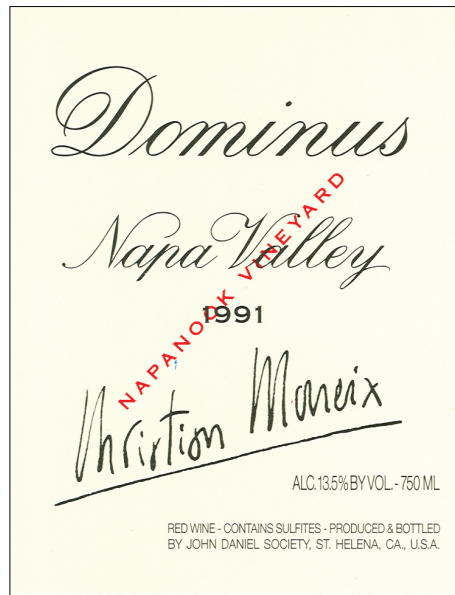 Dominus
Napa Valley
NAPANOOK VINEYARD
1991
Christian Moueix
ALC.13.5% BY VOL. - 750 ML
RED WINE - CONTAINS SULFITES - PRODUCED & BOTTLED
BY JOHN DANIEL SOCIETY, ST. HELENA, CA., U.S.A.